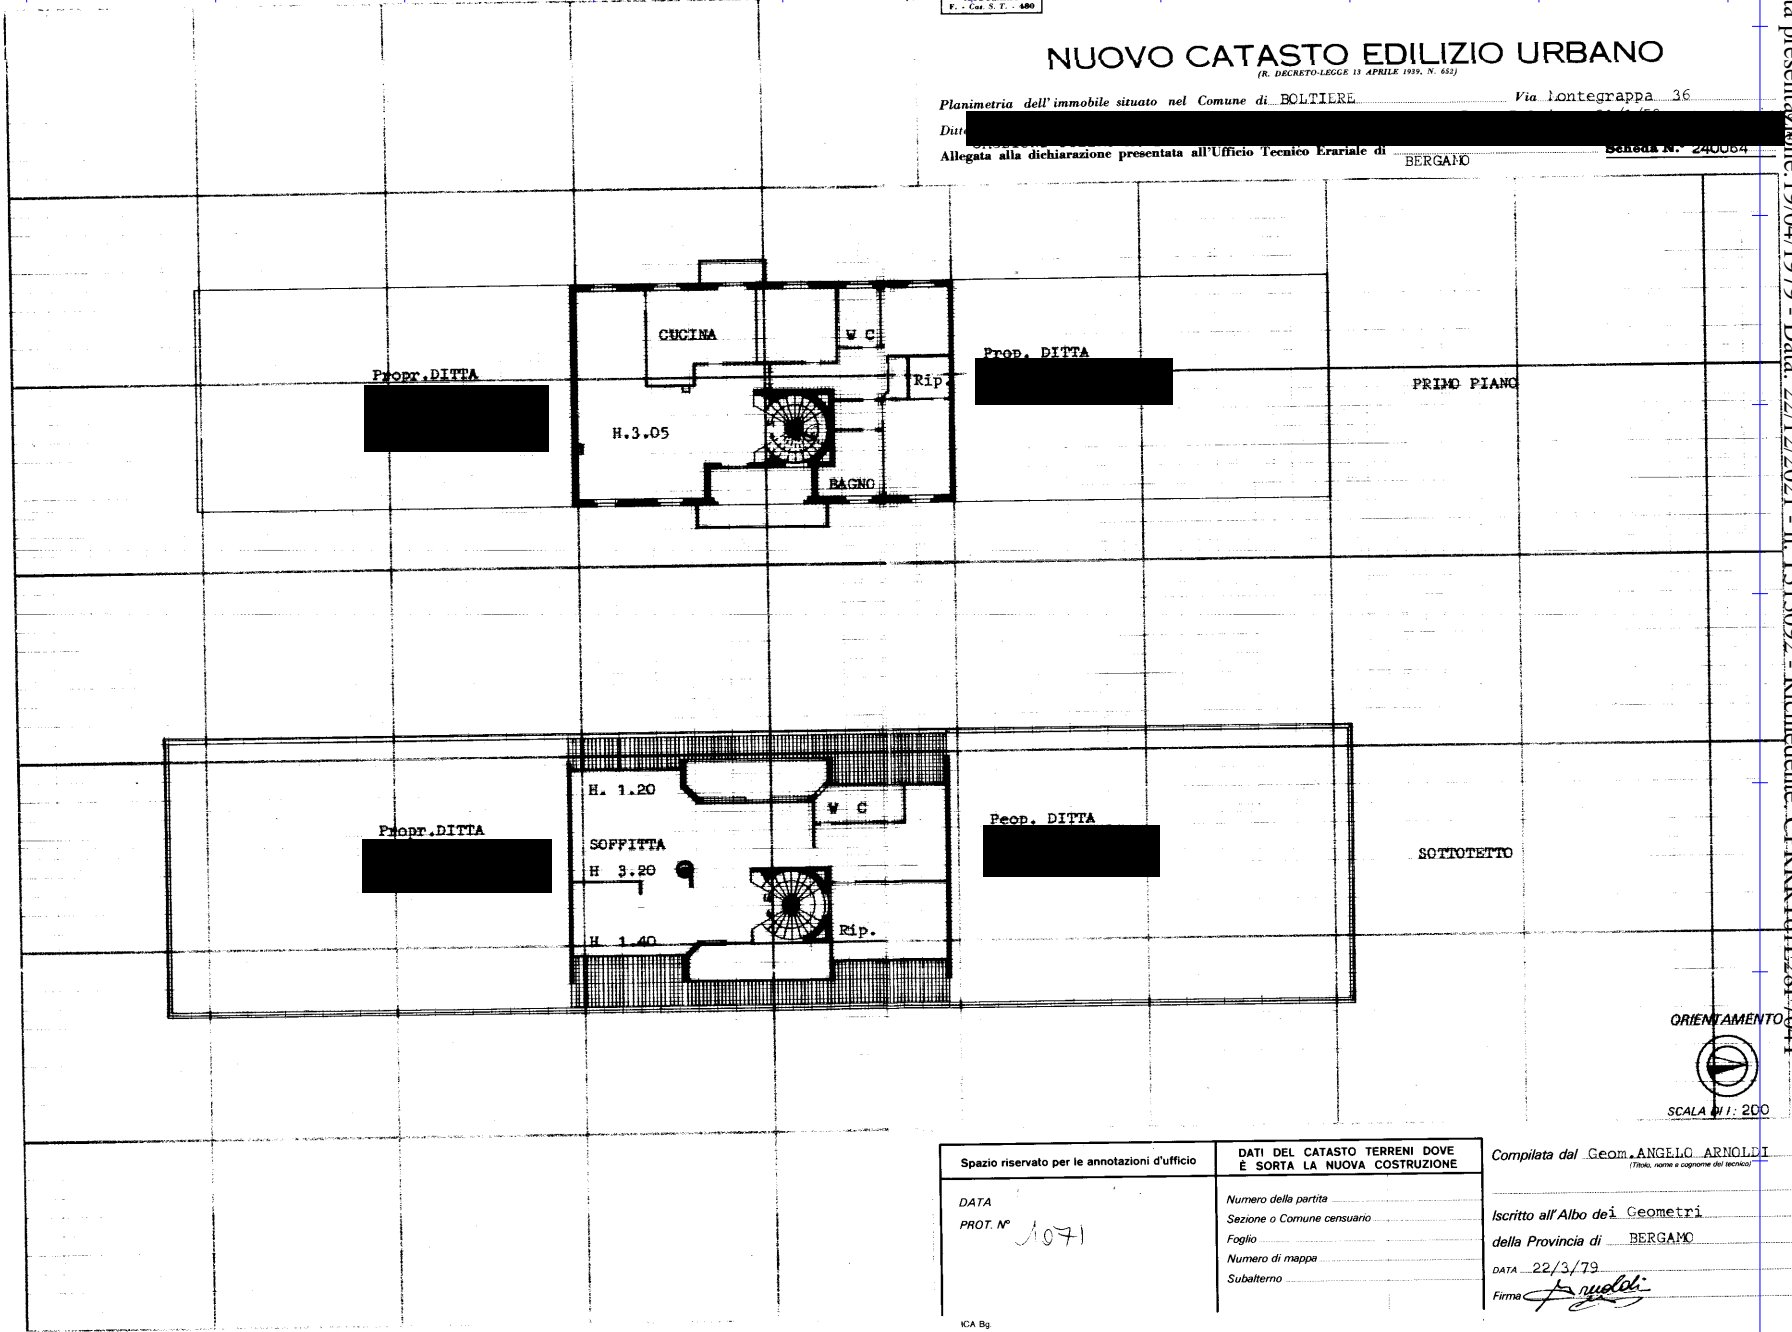 F. - Cat. S. T. - 480
NUOVO CATASTO EDILIZIO URBANO
(R. DECRETO-LEGGE 13 APRILE 1939, N. 652)
Planimetria dell'immobile situato nel Comune di BOLTIERE Via Montegrappa 36
Ditta
Allegata alla dichiarazione presentata all'Ufficio Tecnico Erariale di BERGAMO Scheda N.° 240064
CUCINA
W C
Propr.DITTA
Prop. DITTA
Rip.
PRIMO PIANO
H.3.05
BAGNO
H. 1.20
W C
Propr.DITTA
Peop. DITTA
SOFFITTA
SOTTOTETTO
H 3.20
Rip.
H 1.40
ORIENTAMENTO
SCALA DI 1: 200
Spazio riservato per le annotazioni d'ufficio
DATA
PROT. N° 1071
DATI DEL CATASTO TERRENI DOVE
È SORTA LA NUOVA COSTRUZIONE
Numero della partita
Sezione o Comune censuario
Foglio
Numero di mappa
Subalterno
Compilata dal Geom.ANGELO ARNOLDI
(Titolo, nome e cognome del tecnico)
Iscritto all'Albo dei Geometri
della Provincia di BERGAMO
DATA 22/3/79
Firma Arnoldi
ICA Bg.